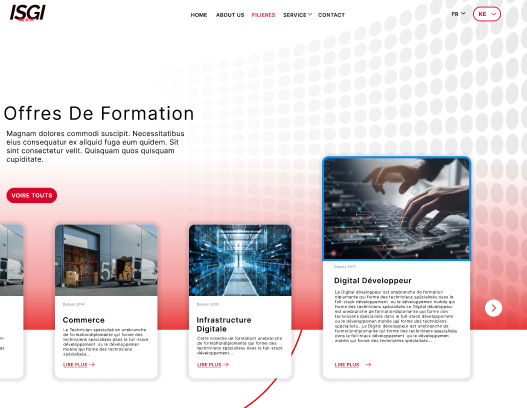 ISGI
HOME ABOUT US FILIERES SERVICE CONTACT FR KE
Offres De Formation
Magnam dolores commodi suscipit. Necessitatibus
eius consequatur ex aliquid fuga eum quidem. Sit
sint consectetur velit. Quisquam quos quisquam
cupiditate.
VOIRE TOUTS
Depuis 2014
Commerce
Le Technicien spécialisé en unebranche
de formationdiplomante qui forme des
techniciens spécialisées dans le full-stack
développement ou le développemen
mobile qui forme des techniciens
spécialisés...
LIRE PLUS
Depuis 2019
Infrastructure
Digitale
Cette branche de formationt unebranche
de formationdiplomante qui forme des
techniciens spécialisées dans le full-stack
développement...
LIRE PLUS
Depuis 2017
Digital Développeur
Le Digital développeur est unebranche de formation
diplomante qui forme des techniciens spécialisés dans le
full-stack développement ou le développemen mobile qui
forme des techniciens spécialisés...Le Digital développeur
est unebranche de formationdiplomante qui forme des
techniciens spécialisés dans le full-stack développement
ou le développemen mobile qui forme des techniciens
spécialisés...Le Digital développeur est unebranche de
formationdiplomante qui forme des techniciens spécialisés
dans le full-stack développement ou le développemen
mobile qui forme des techniciens spécialisés...
LIRE PLUS